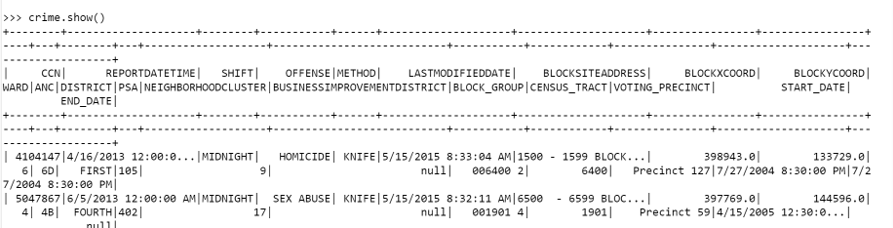 >>> crime.show()
+--------+--------------------+--------+---------+------+--------------------+--------------------+-----------+-----------+
----+---+--------+---+-------------------+---------------------------+-----------+------------+---------------+--------------------+---
-----------------+
|     CCN|      REPORTDATETIME|   SHIFT|  OFFENSE|METHOD|    LASTMODIFIEDDATE|    BLOCKSITEADDRESS|BLOCKXCOORD|BLOCKYCOORD
WARD|ANC|DISTRICT|PSA|NEIGHBORHOODCLUSTER|BUSINESSIMPROVEMENTDISTRICT|BLOCK_GROUP|CENSUS_TRACT|VOTING_PRECINCT|          START_DATE|
END_DATE|
+--------+--------------------+--------+---------+------+--------------------+--------------------+-----------+-----------+
----+---+--------+---+-------------------+---------------------------+-----------+------------+---------------+--------------------+---
-----------------+
| 4104147|4/16/2013 12:00:0...|MIDNIGHT| HOMICIDE| KNIFE|5/15/2015 8:33:04 AM|1500 - 1599 BLOCK...| 398943.0| 133729.0|
6| 6D| FIRST|105| 9| null| 006400 2| 6400| Precinct 127|7/27/2004 8:30:00 PM|7/2
7/2004 8:30:00 PM|
| 5047867|6/5/2013 12:00:00 AM|MIDNIGHT|SEX ABUSE| KNIFE|5/15/2015 8:32:11 AM|6500 - 6599 BLOC...| 397769.0| 144596.0|
4| 4B| FOURTH|402| 17| null| 001901 4| 1901| Precinct 59|4/15/2005 12:30:0...|
null|